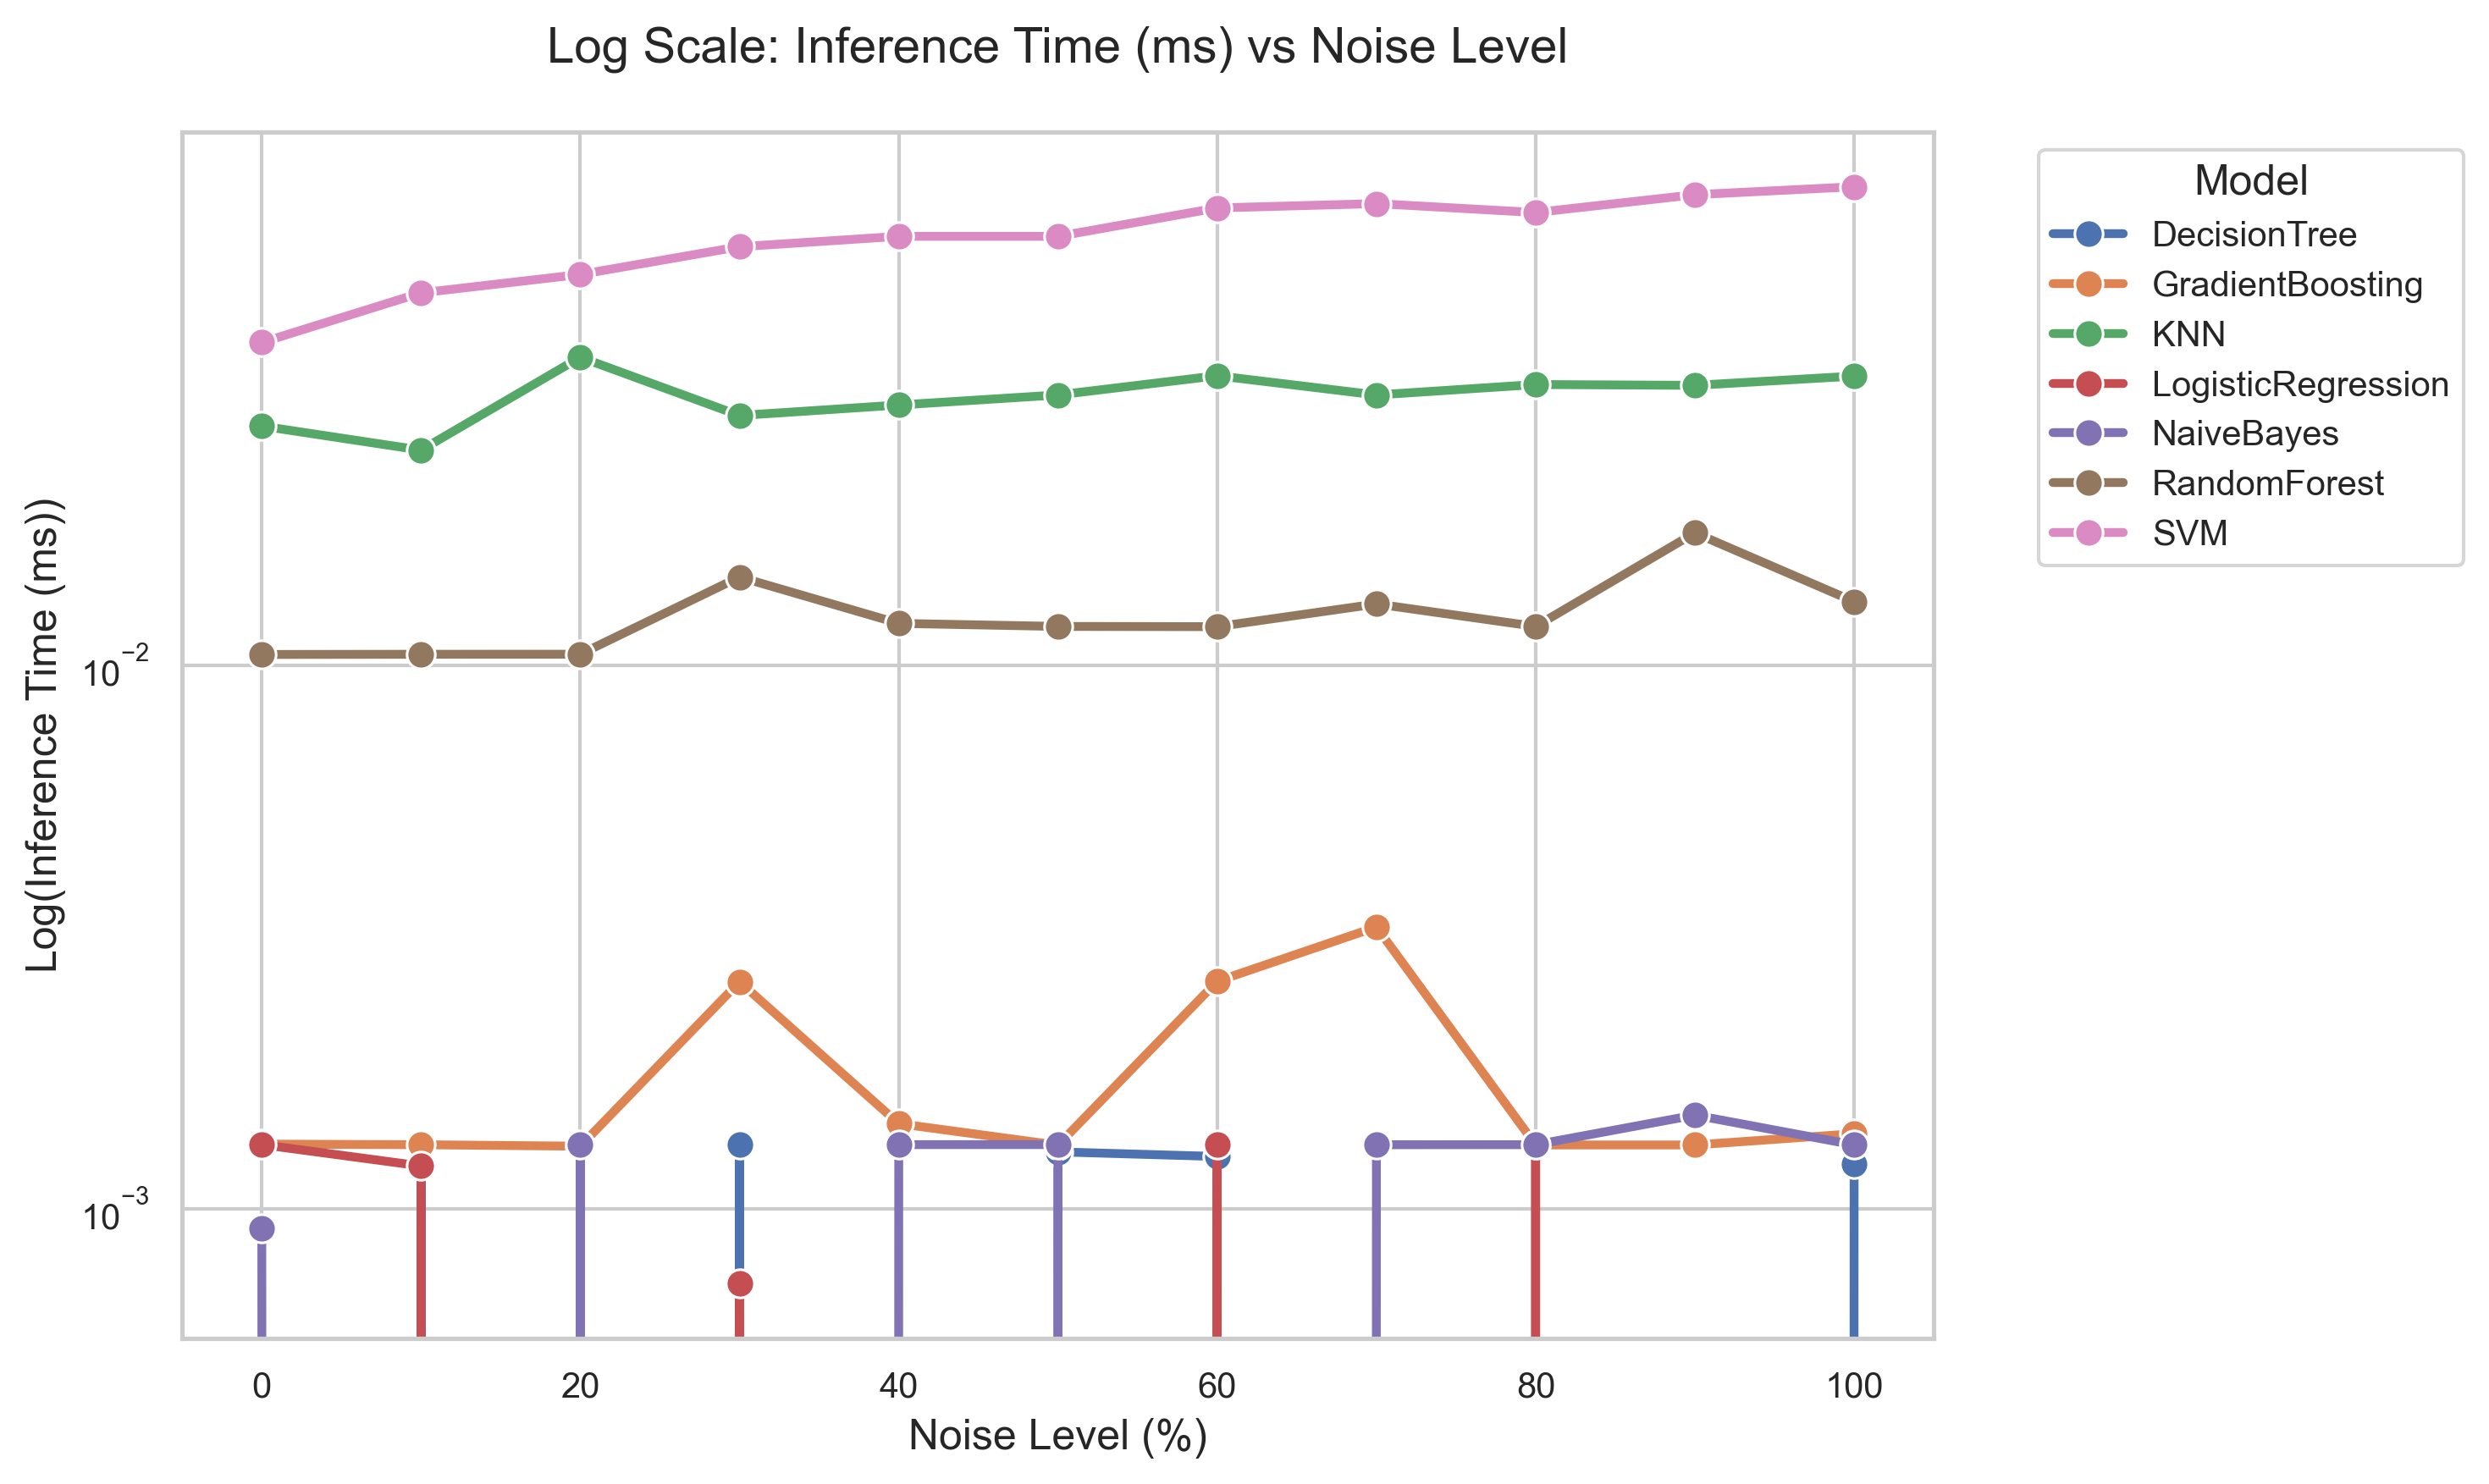 Log Scale: Inference Time (ms) vs Noise Level
Log(Inference Time (ms))
10⁻²
10⁻³
0 20 40 60 80 100
Noise Level (%)
Model
DecisionTree
GradientBoosting
KNN
LogisticRegression
NaiveBayes
RandomForest
SVM